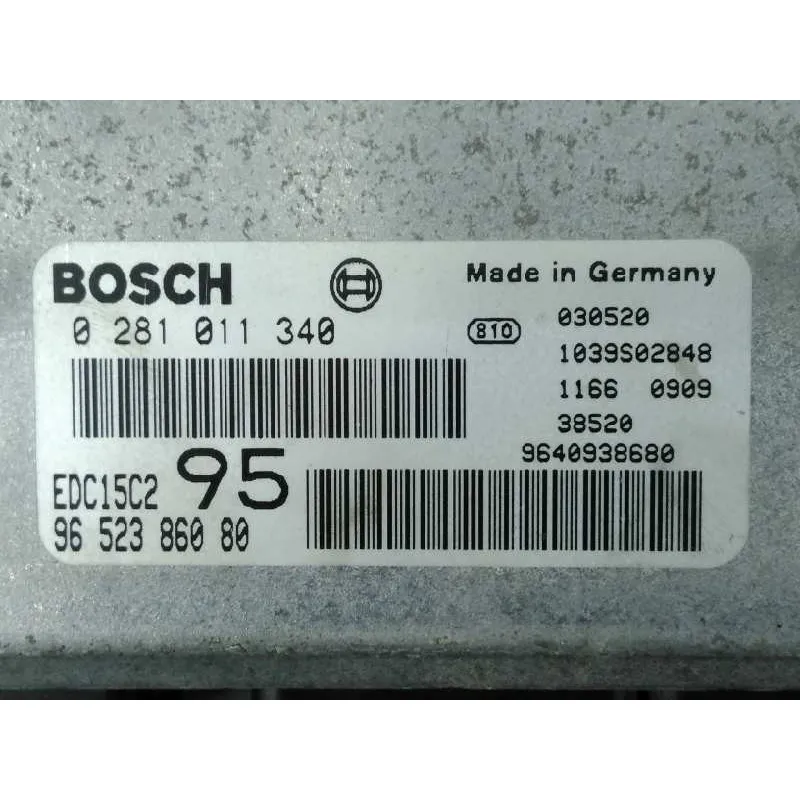 BOSCH
Made in Germany
0 281 011 340
810
030520
1039S02848
1166 0909
38520
9640938680
EDC15C2
95
96 523 860 80